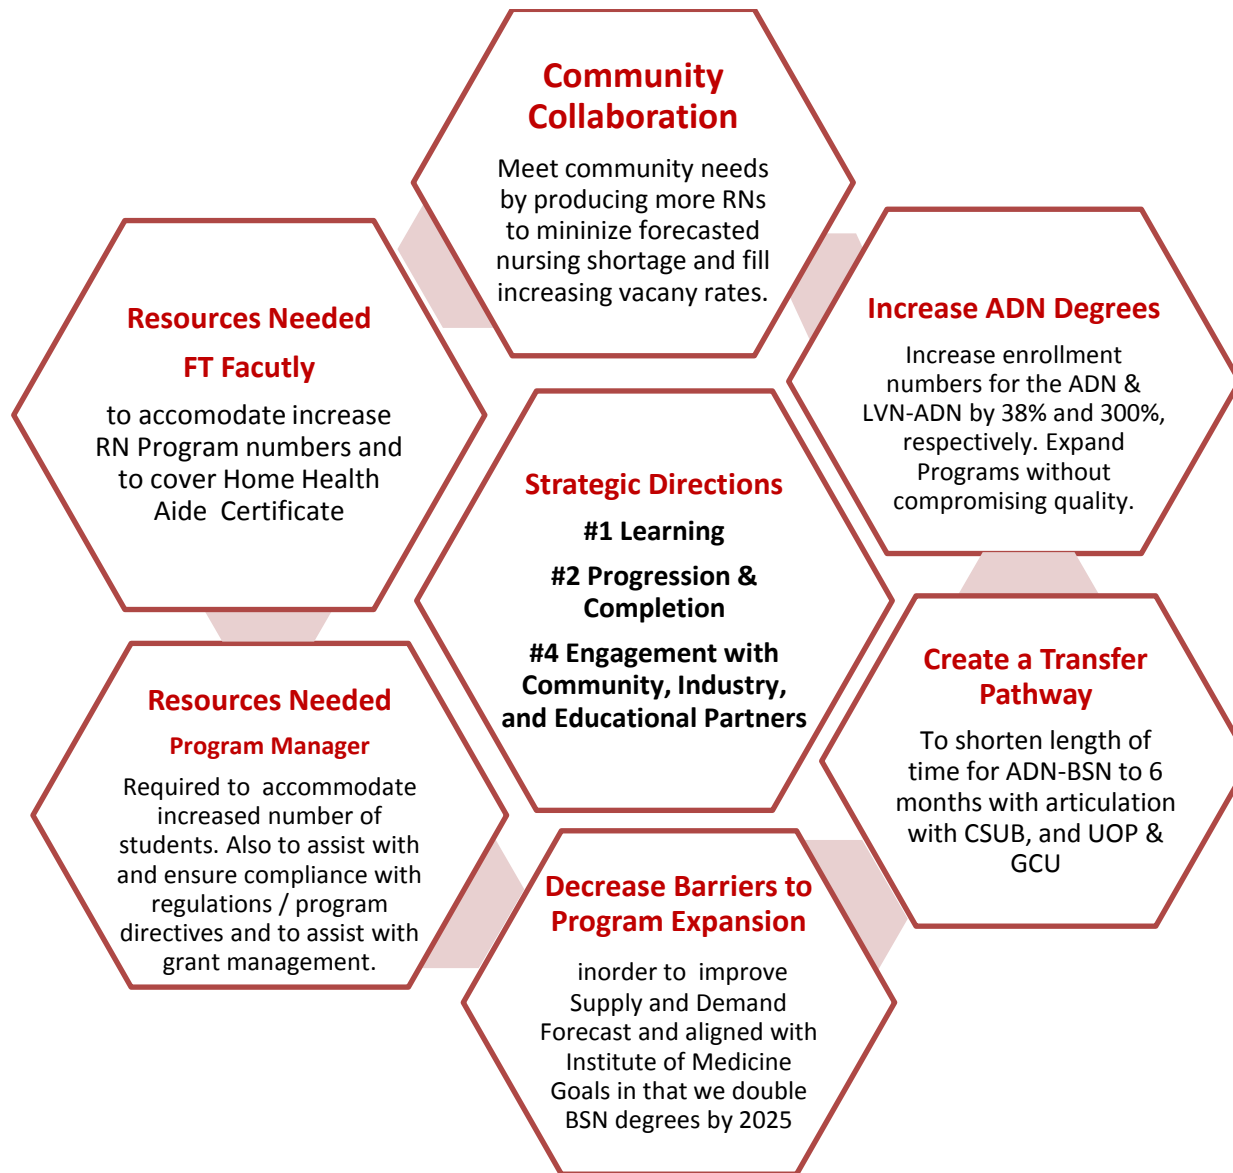 Community
Collaboration
Meet community needs
by producing more RNs
to mininize forecasted
nursing shortage and fill
increasing vacany rates.
Increase ADN Degrees
Increase enrollment
numbers for the ADN &
LVN-ADN by 38% and 300%,
respectively. Expand
Programs without
compromising quality.
Resources Needed
FT Facutly
to accomodate increase
RN Program numbers and
to cover Home Health
Aide Certificate
Strategic Directions
#1 Learning
#2 Progression &
Completion
#4 Engagement with
Community, Industry,
and Educational Partners
Create a Transfer
Pathway
To shorten length of
time for ADN-BSN to 6
months with articulation
with CSUB, and UOP &
GCU
Resources Needed
Program Manager
Required to accommodate
increased number of
students. Also to assist with
and ensure compliance with
regulations / program
directives and to assist with
grant management.
Decrease Barriers to
Program Expansion
inorder to improve
Supply and Demand
Forecast and aligned with
Institute of Medicine
Goals in that we double
BSN degrees by 2025